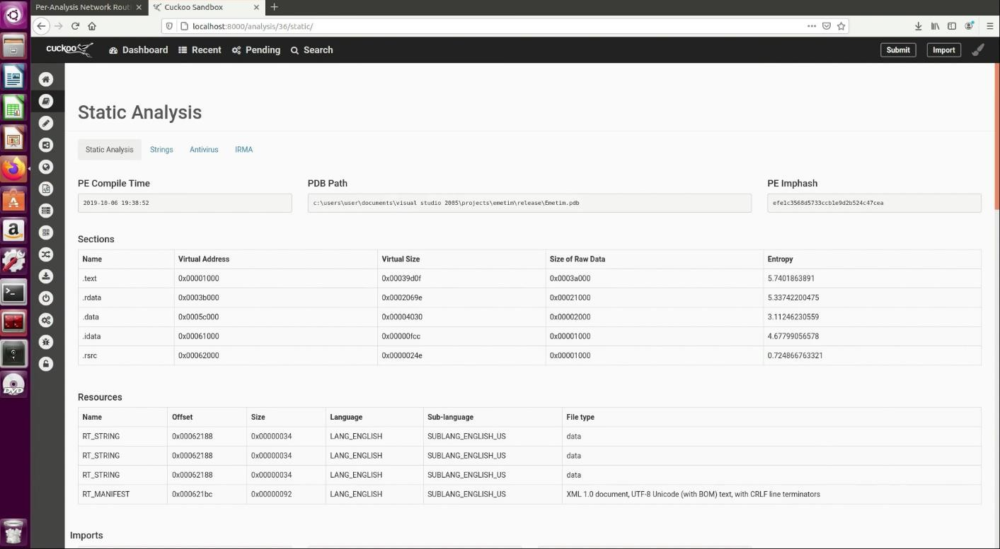 Per-Analysis Network Rout
Cuckoo Sandbox
localhost:8000/analysis/36/static/
cuckoo Dashboard Recent Pending Search Submit Import
Static Analysis
Static Analysis Strings Antivirus IRMA
PE Compile Time PDB Path PE Imphash
2019-10-06 19:38:52 c:\users\user\documents\visual studio 2005\projects\emetim\release\Emetim.pdb efe1c3568d5733ccb1e9d2b524c47cea
Sections
Name Virtual Address Virtual Size Size of Raw Data Entropy
.text 0x00001000 0x00039d0f 0x0003a000 5.7401863891
.rdata 0x0003b000 0x0002069e 0x00021000 5.33742200475
.data 0x0005c000 0x00004030 0x00002000 3.11246230559
.idata 0x00061000 0x00000fcc 0x00001000 4.67799056578
.rsrc 0x00062000 0x0000024e 0x00001000 0.724866763321
Resources
Name Offset Size Language Sub-language File type
RT_STRING 0x00062188 0x00000034 LANG_ENGLISH SUBLANG_ENGLISH_US data
RT_STRING 0x00062188 0x00000034 LANG_ENGLISH SUBLANG_ENGLISH_US data
RT_STRING 0x00062188 0x00000034 LANG_ENGLISH SUBLANG_ENGLISH_US data
RT_MANIFEST 0x000621bc 0x00000092 LANG_ENGLISH SUBLANG_ENGLISH_US XML 1.0 document, UTF-8 Unicode (with BOM) text, with CRLF line terminators
Imports